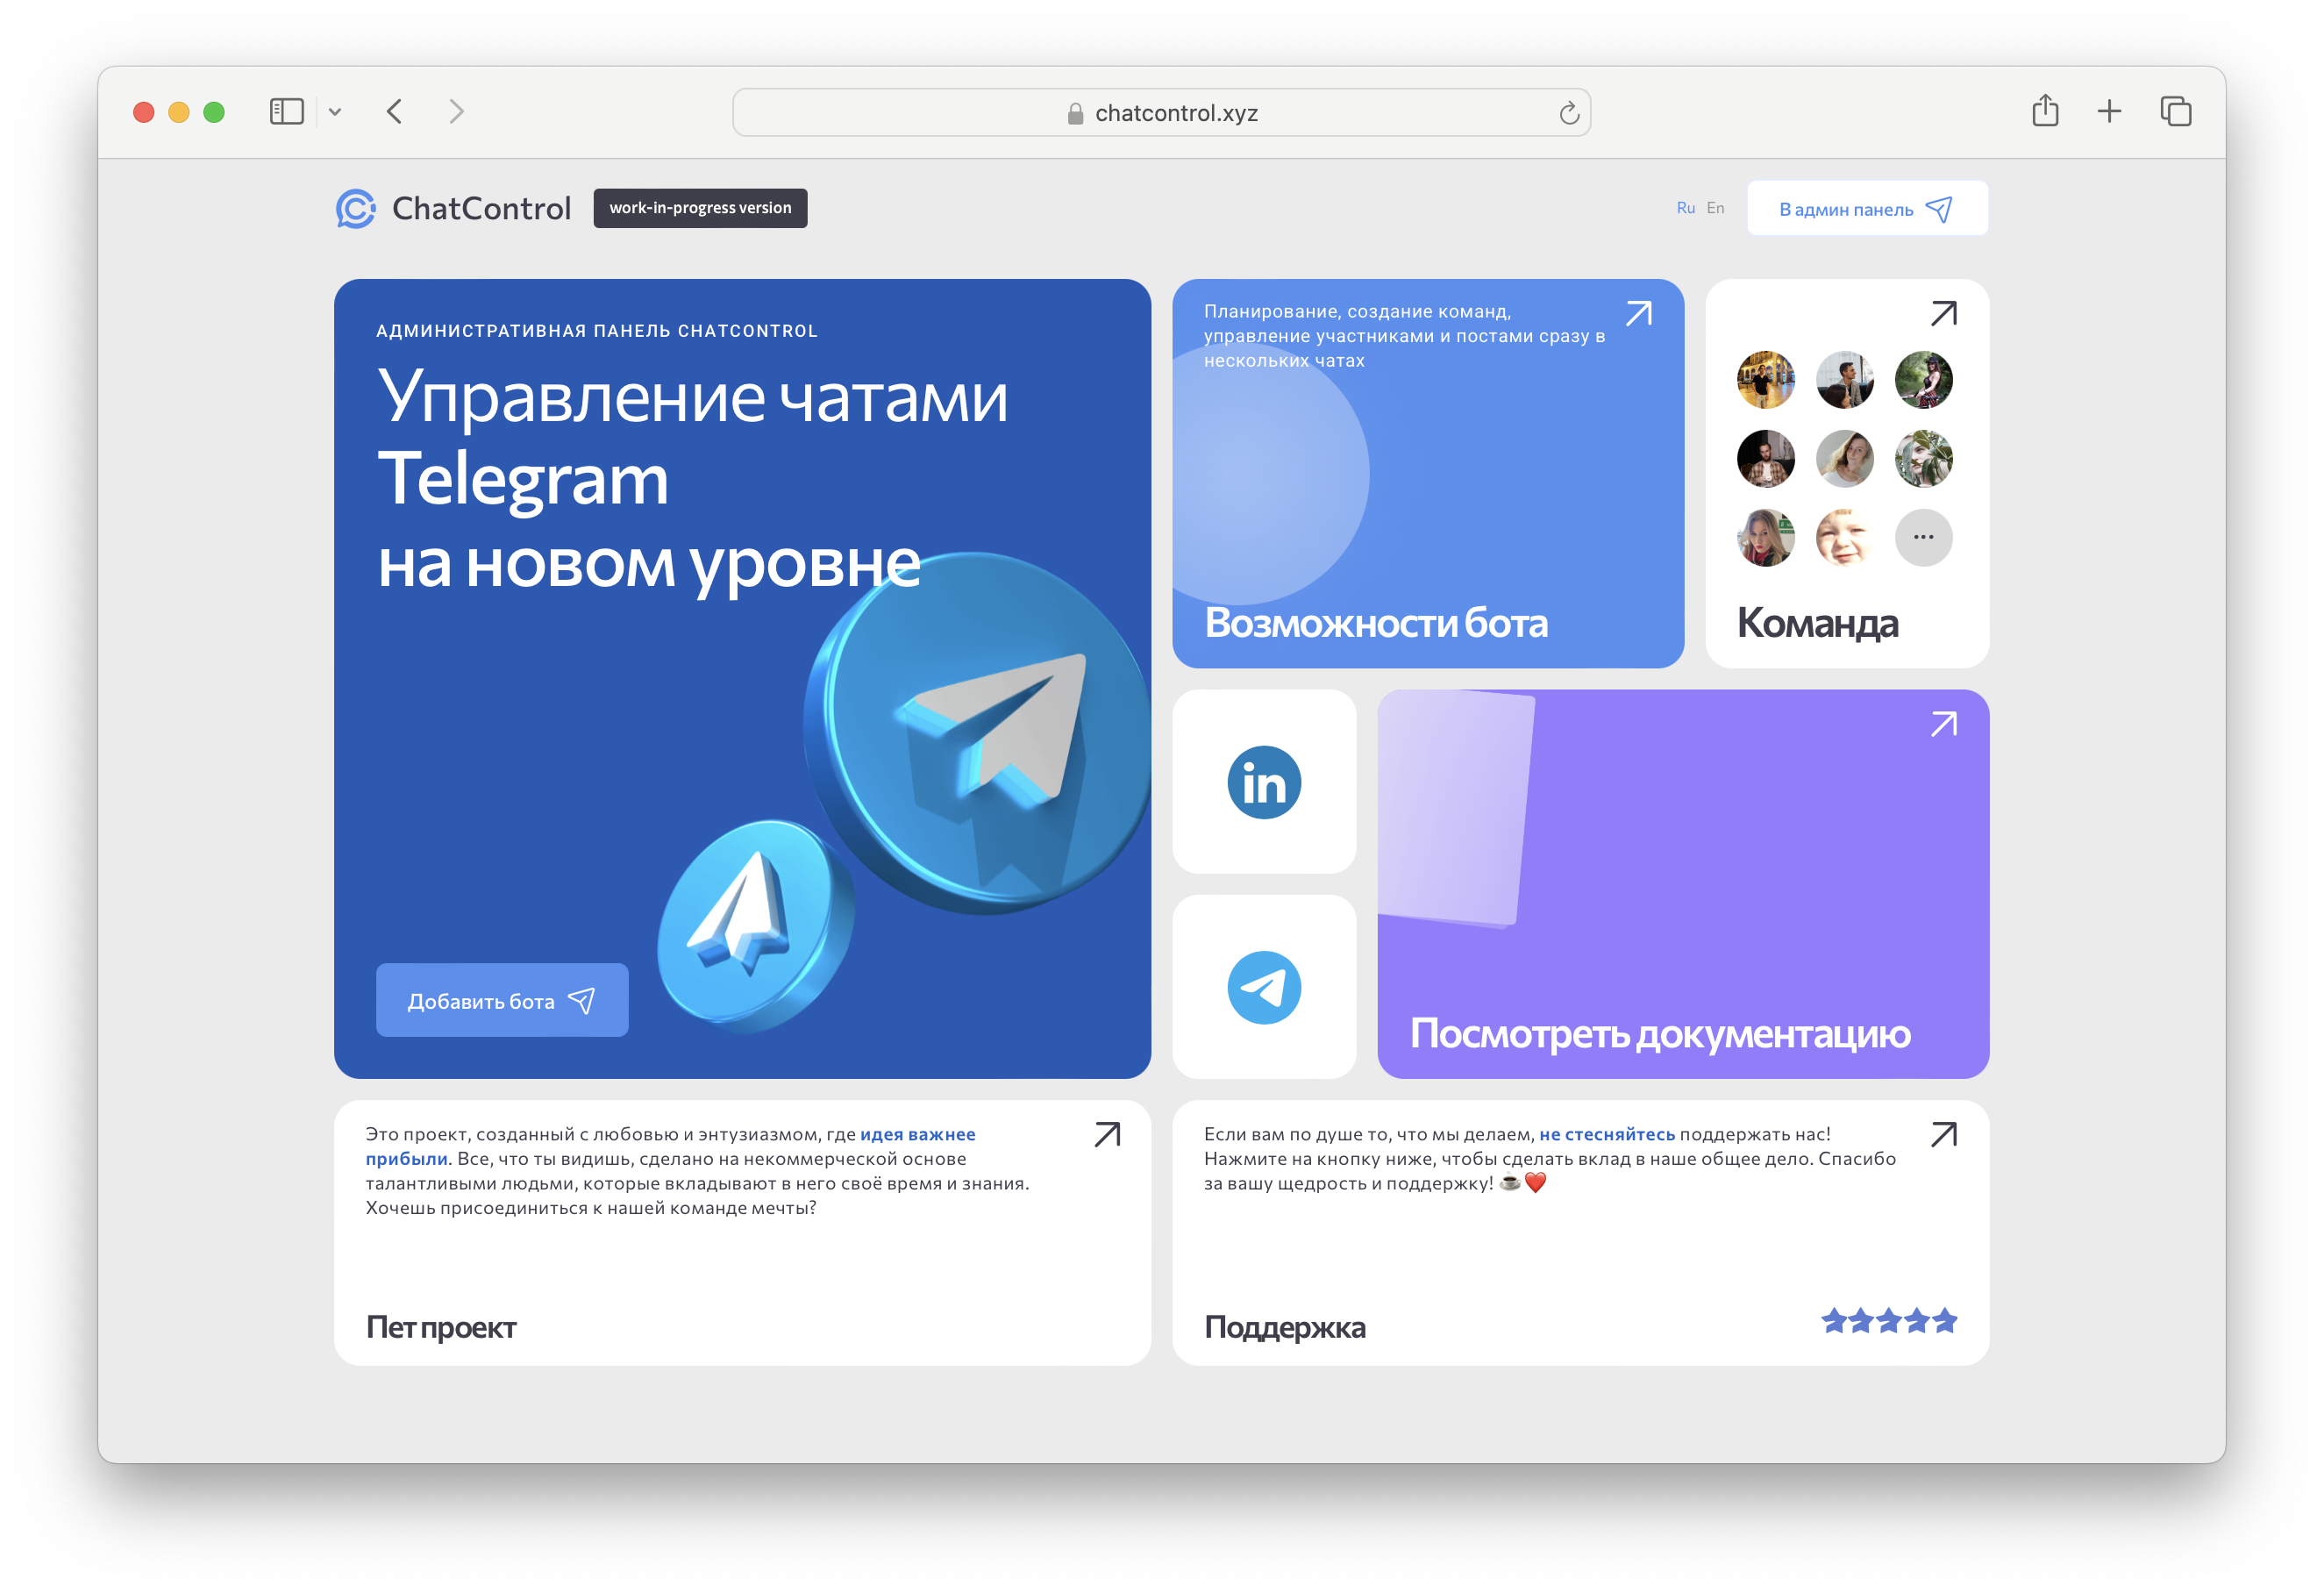 chatcontrol.xyz
ChatControl
work-in-progress version
Ru En
В админ панель
АДМИНИСТРАТИВНАЯ ПАНЕЛЬ CHATCONTROL
Управление чатами
Telegram
на новом уровне
Добавить бота
Планирование, создание команд,
управление участниками и постами сразу в
нескольких чатах
Возможности бота
Команда
in
Посмотреть документацию
Это проект, созданный с любовью и энтузиазмом, где идея важнее
прибыли. Все, что ты видишь, сделано на некоммерческой основе
талантливыми людьми, которые вкладывают в него своё время и знания.
Хочешь присоединиться к нашей команде мечты?
Пет проект
Если вам по душе то, что мы делаем, не стесняйтесь поддержать нас!
Нажмите на кнопку ниже, чтобы сделать вклад в наше общее дело. Спасибо
за вашу щедрость и поддержку! ☕❤️
Поддержка